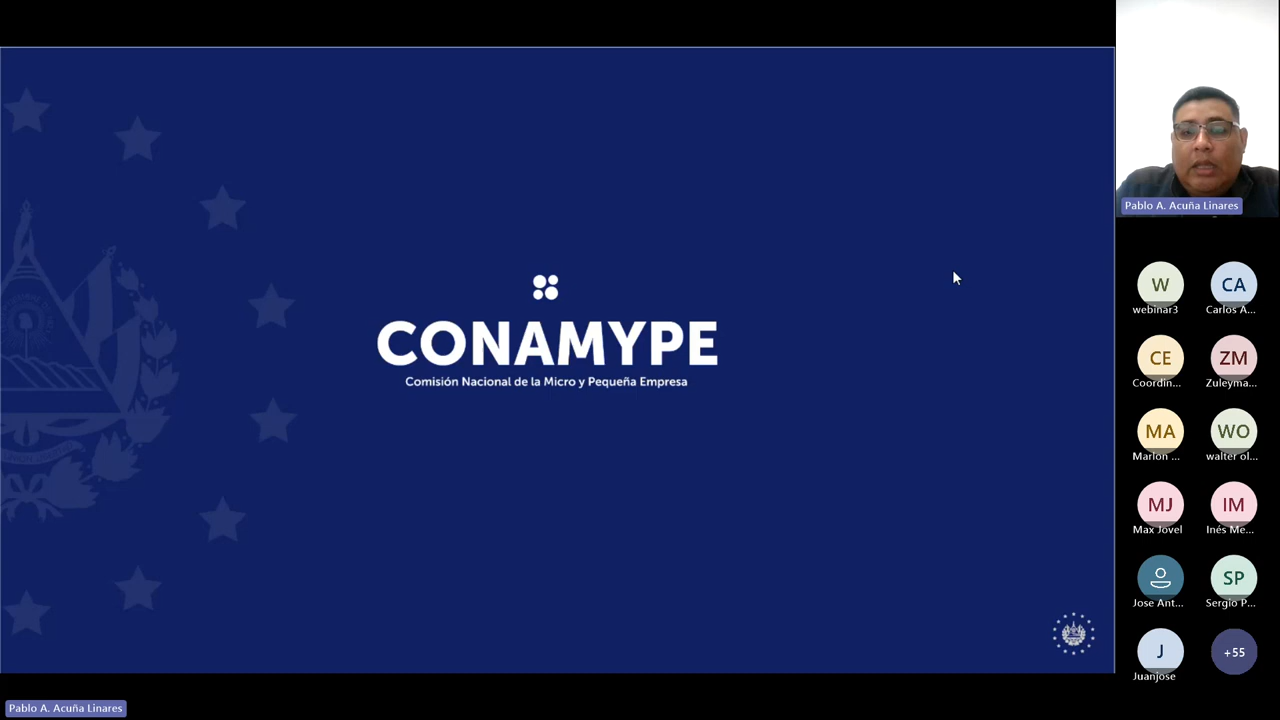 CONAMYPE
Comisión Nacional de la Micro y Pequeña Empresa
Pablo A. Acuña Linares
W
webinar3
CA
Carlos A...
CE
Coordin...
ZM
Zuleyma...
MA
Marlon ...
WO
walter ol...
MJ
Max Jovel
IM
Inés Me...
Jose Ant...
SP
Sergio P...
J
Juanjose
+55
Pablo A. Acuña Linares